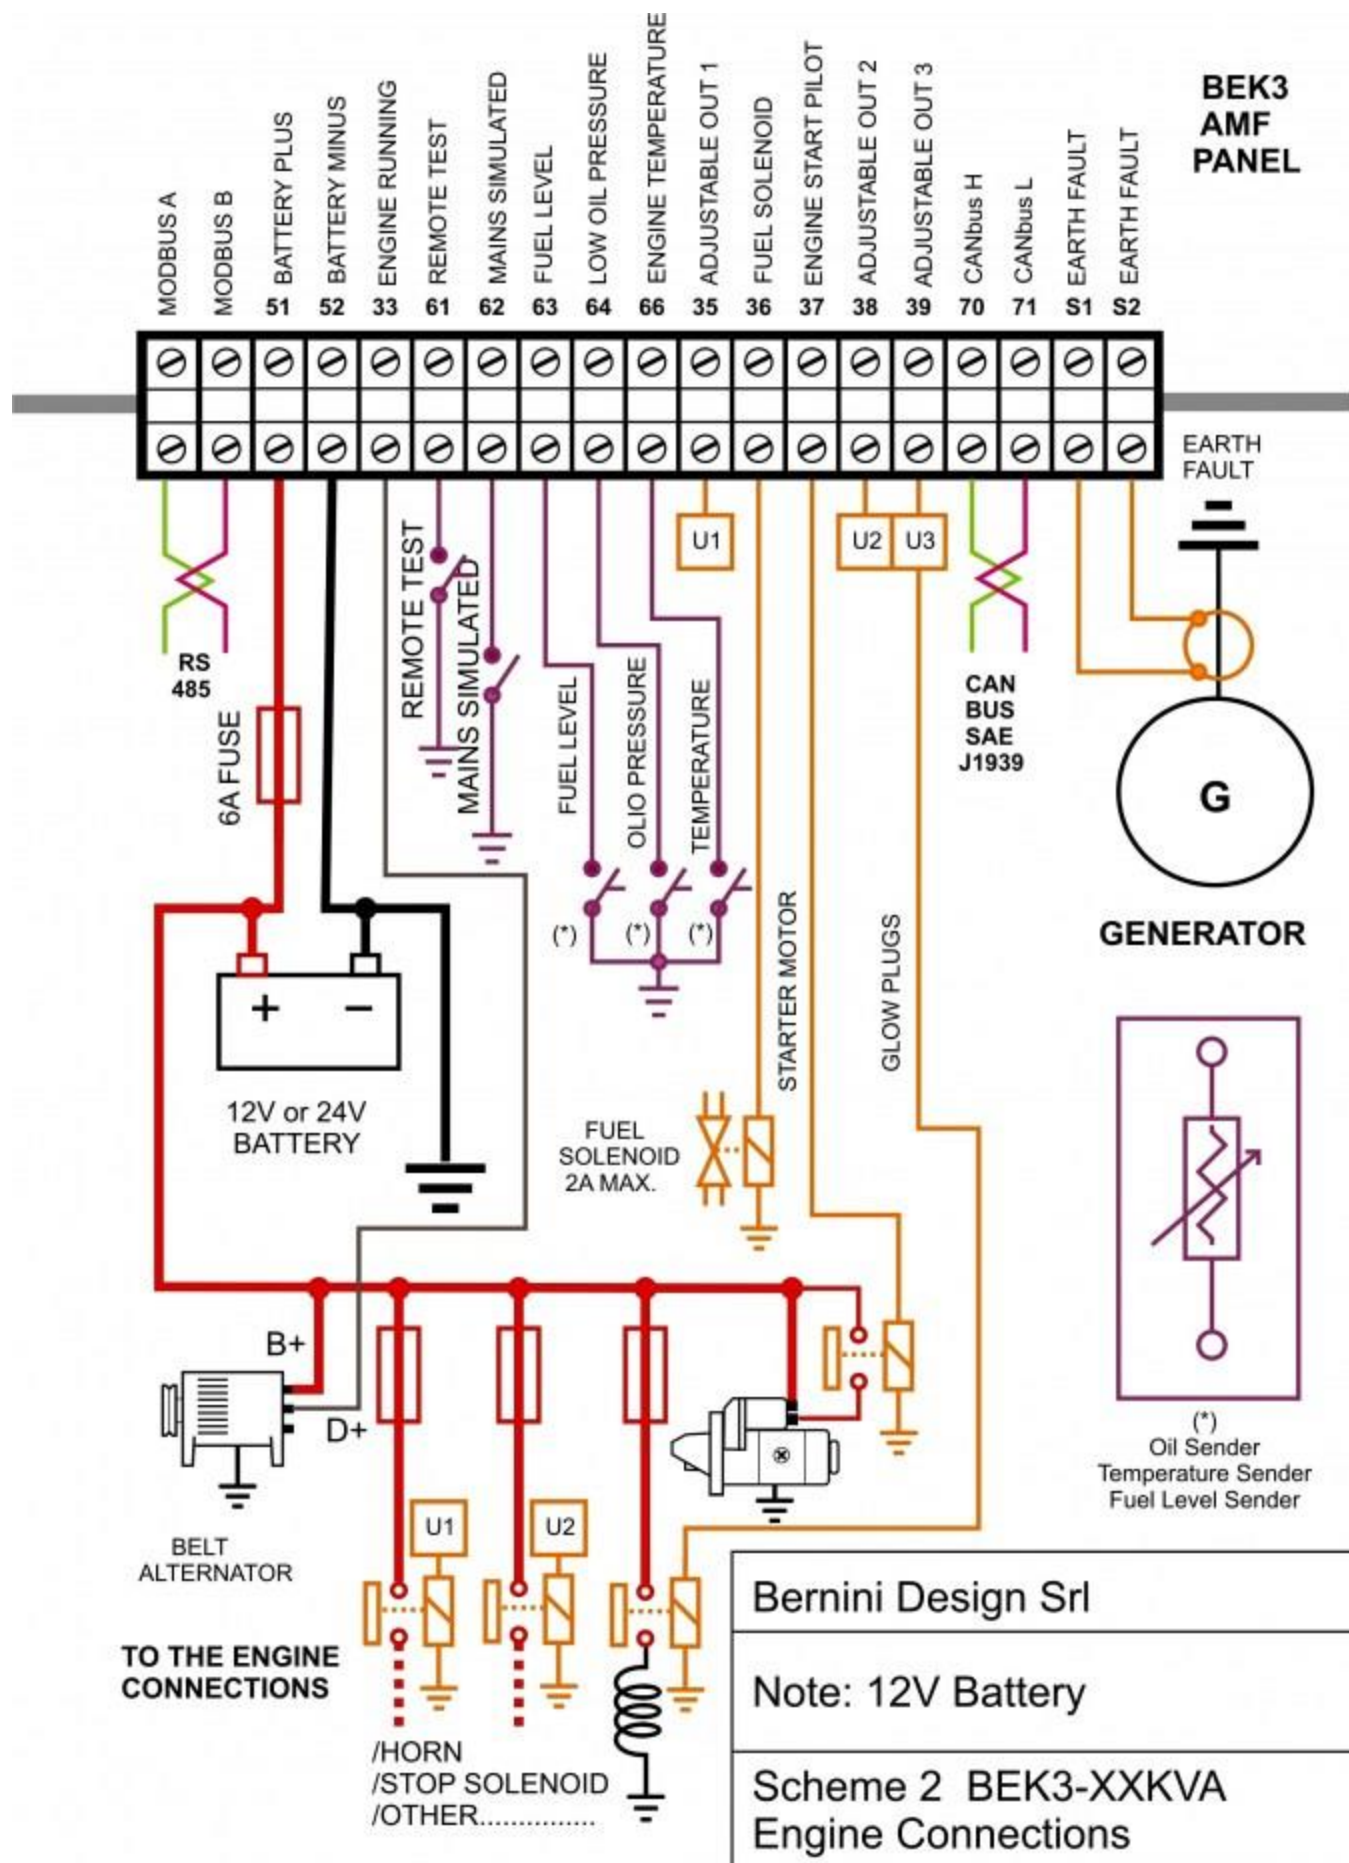 BEK3
AMF
PANEL
MODBUS A
MODBUS B
BATTERY PLUS
BATTERY MINUS
ENGINE RUNNING
REMOTE TEST
MAINS SIMULATED
FUEL LEVEL
LOW OIL PRESSURE
ENGINE TEMPERATURE
ADJUSTABLE OUT 1
FUEL SOLENOID
ENGINE START PILOT
ADJUSTABLE OUT 2
ADJUSTABLE OUT 3
CANbus H
CANbus L
EARTH FAULT
EARTH FAULT
51 52 33 61 62 63 64 66 35 36 37 38 39 70 71 S1 S2
EARTH
FAULT
U1
U2
U3
RS
485
6A FUSE
REMOTE TEST
MAINS SIMULATED
FUEL LEVEL
OLIO PRESSURE
TEMPERATURE
CAN
BUS
SAE
J1939
G
GENERATOR
(*)
(*)
(*)
STARTER MOTOR
GLOW PLUGS
+ −
12V or 24V
BATTERY
FUEL
SOLENOID
2A MAX.
B+
D+
BELT
ALTERNATOR
(*)
Oil Sender
Temperature Sender
Fuel Level Sender
U1
U2
TO THE ENGINE
CONNECTIONS
/HORN
/STOP SOLENOID
/OTHER...............
Bernini Design Srl
Note: 12V Battery
Scheme 2 BEK3-XXKVA
Engine Connections